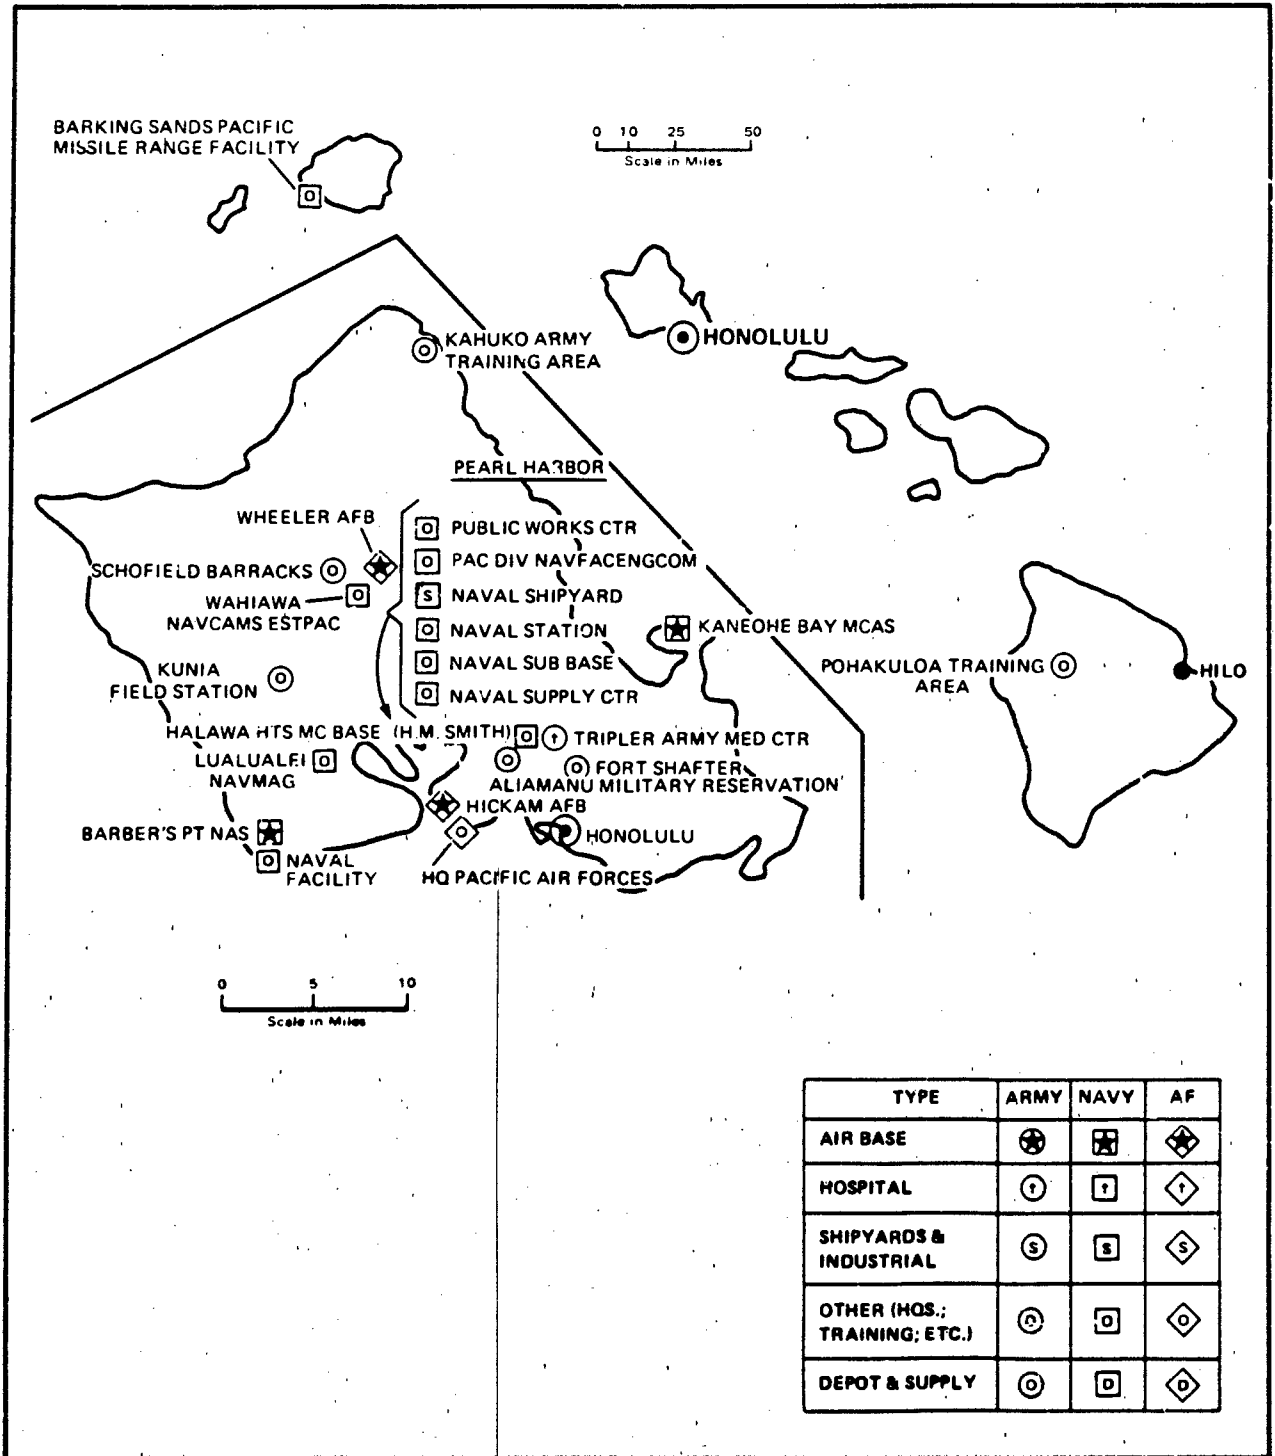 BARKING SANDS PACIFIC
MISSILE RANGE FACILITY
O
0 10 25 50
Scale in Miles
HONOLULU
KAHUKO ARMY
TRAINING AREA
O
PEARL HARBOR
WHEELER AFB
SCHOFIELD BARRACKS O
WAHIAWA O
NAVCAMS ESTPAC
O PUBLIC WORKS CTR
O PAC DIV NAVFACENGCOM
S NAVAL SHIPYARD
O NAVAL STATION
O NAVAL SUB BASE
O NAVAL SUPPLY CTR
KANEOHE BAY MCAS
POHAKULOA TRAINING O
AREA
HILO
KUNIA
FIELD STATION O
HALAWA HTS MC BASE (H.M. SMITH) O
TRIPLER ARMY MED CTR
LUALUALEI O
NAVMAG
O
O FORT SHAFTER
ALIAMANU MILITARY RESERVATION
HICKAM AFB
BARBER'S PT NAS
O
HONOLULU
O NAVAL
FACILITY
HQ PACIFIC AIR FORCES
0 5 10
Scale in Miles
TYPE ARMY NAVY AF
AIR BASE
HOSPITAL
SHIPYARDS &
INDUSTRIAL S S S
OTHER (HQS.;
TRAINING; ETC.) O O O
DEPOT & SUPPLY O D D